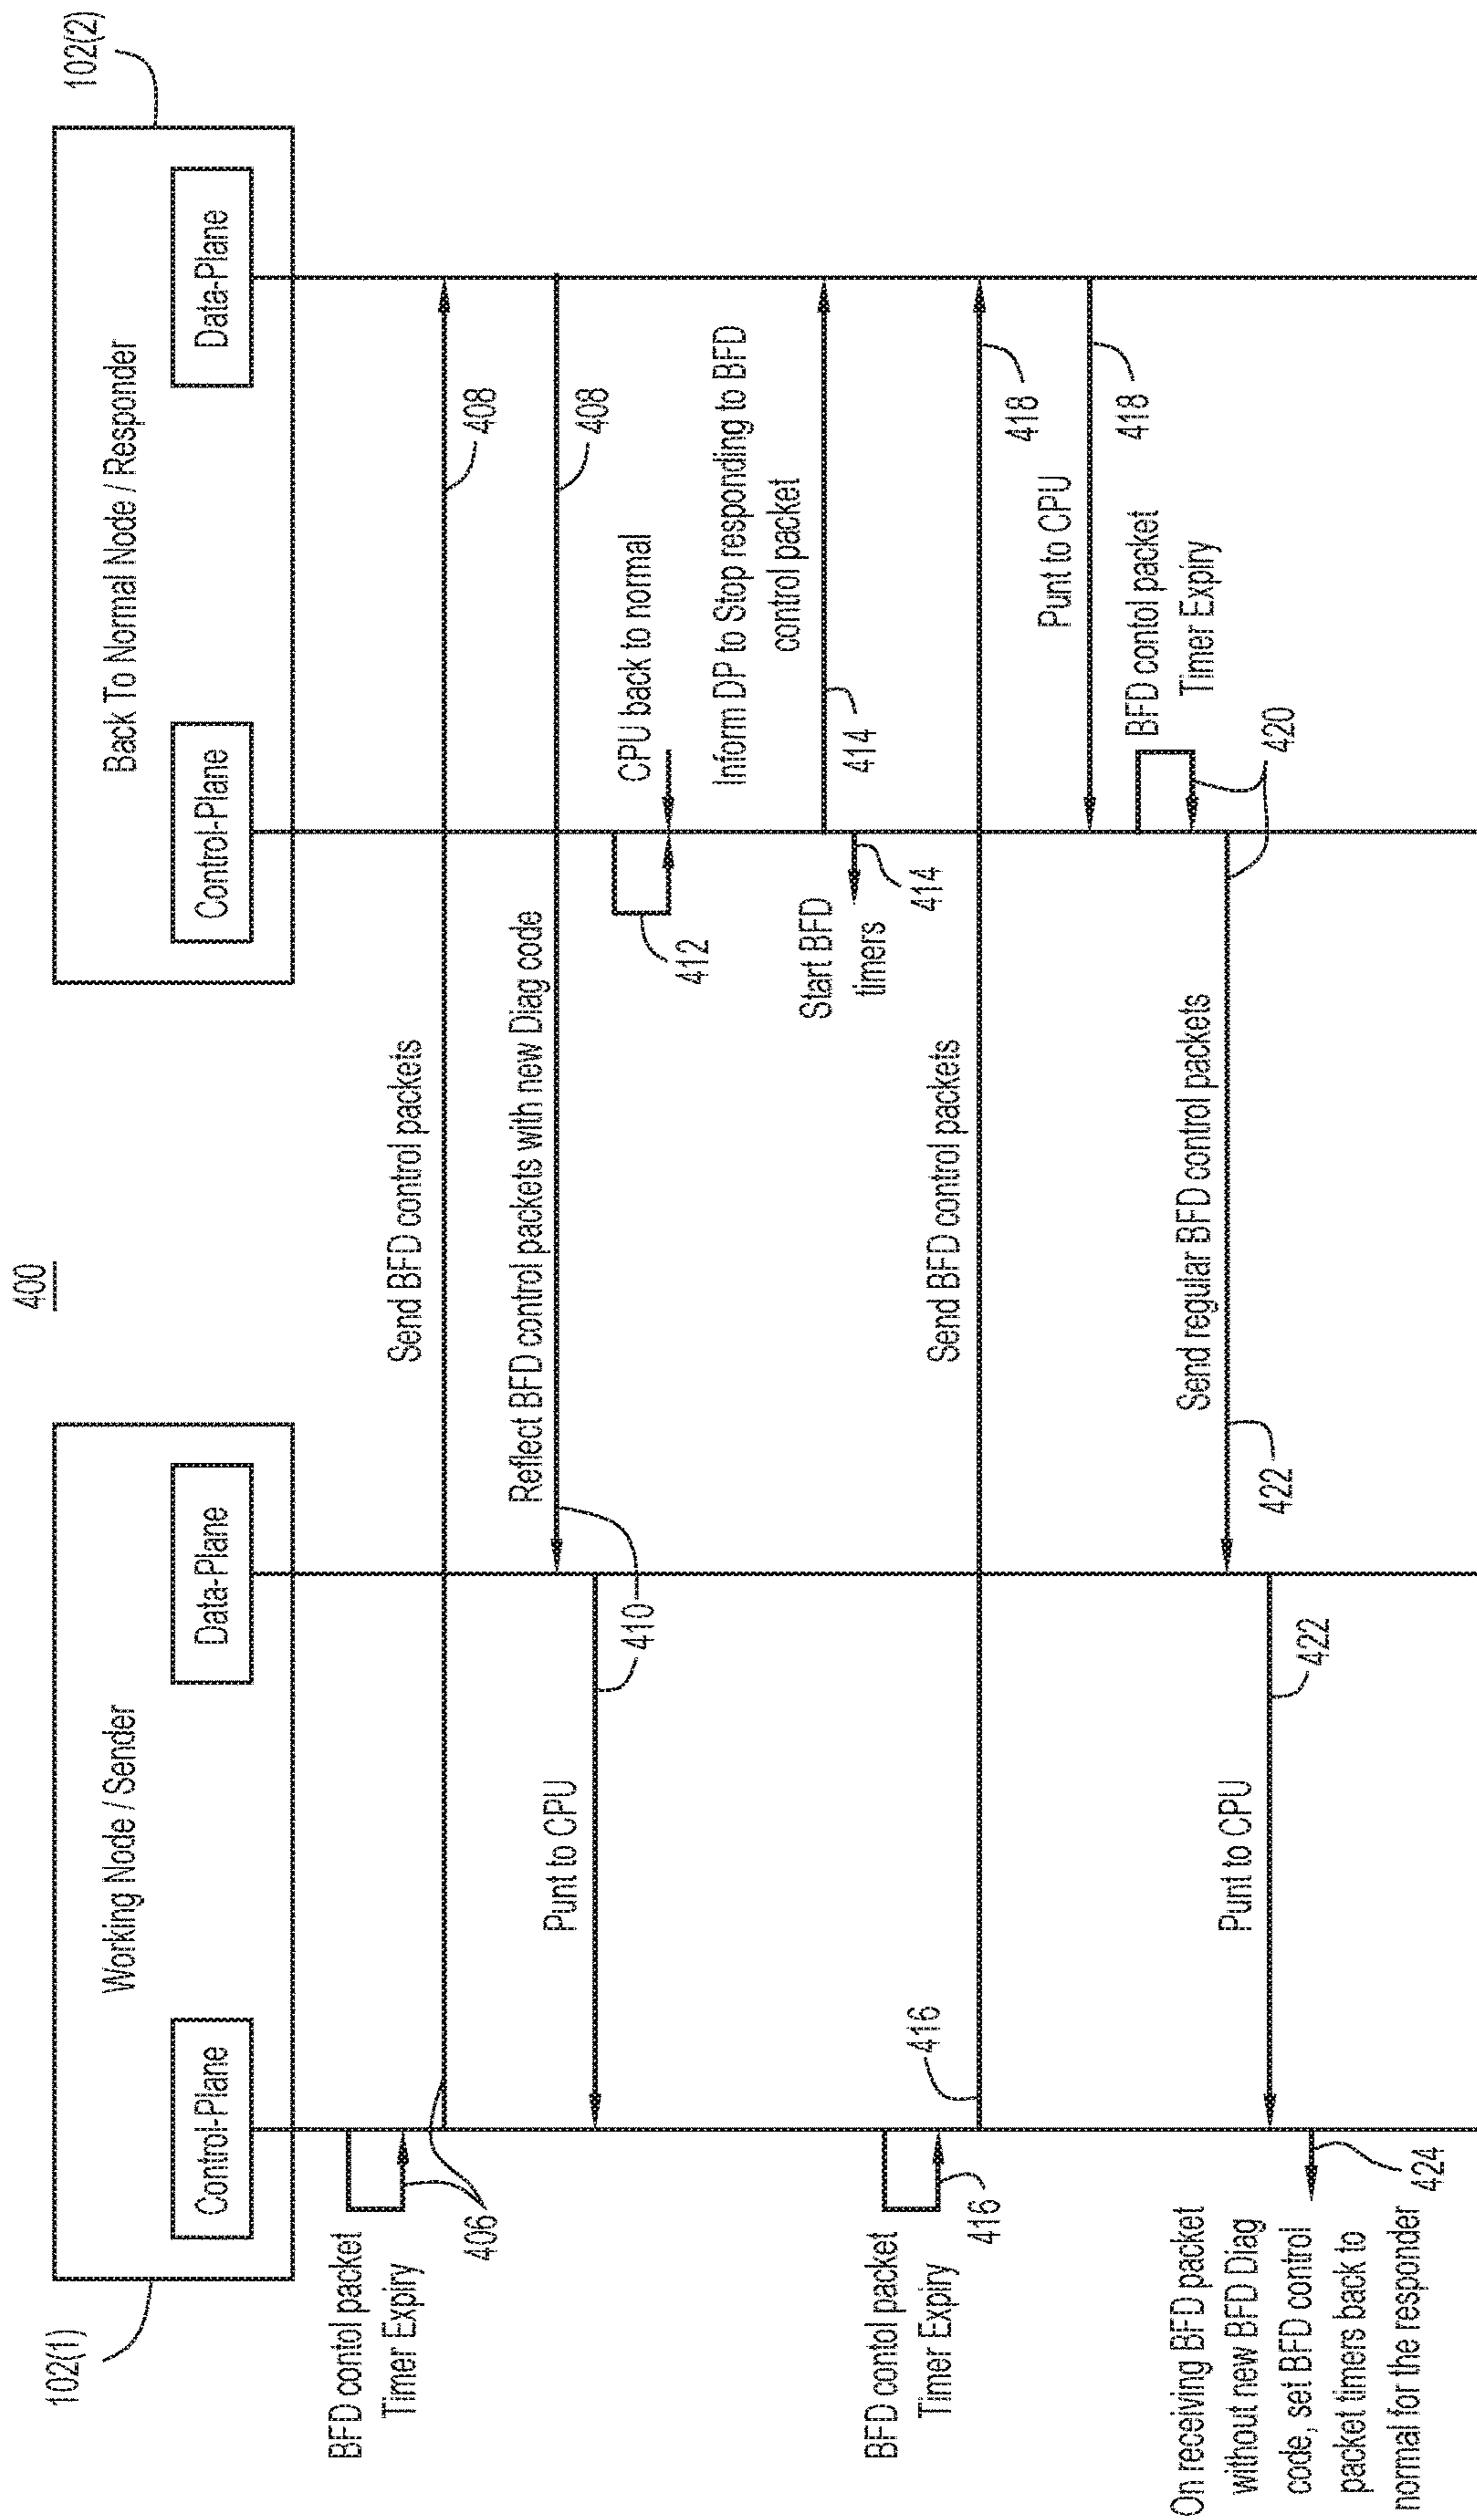 400
102(1)
Working Node / Sender
Control-Plane
Data-Plane
102(2)
Back To Normal Node / Responder
Control-Plane
Data-Plane
BFD contol packet
Timer Expiry
406
Send BFD control packets
408
Reflect BFD control packets with new Diag code
408
410
Punt to CPU
412
CPU back to normal
Inform DP to Stop responding to BFD
control packet
414
Start BFD
timers
414
BFD contol packet
Timer Expiry
416
416
Send BFD control packets
418
Punt to CPU
418
BFD contol packet
Timer Expiry
420
Send regular BFD control packets
422
Punt to CPU
422
On receiving BFD packet
without new BFD Diag
code, set BFD control
packet timers back to
normal for the responder
424